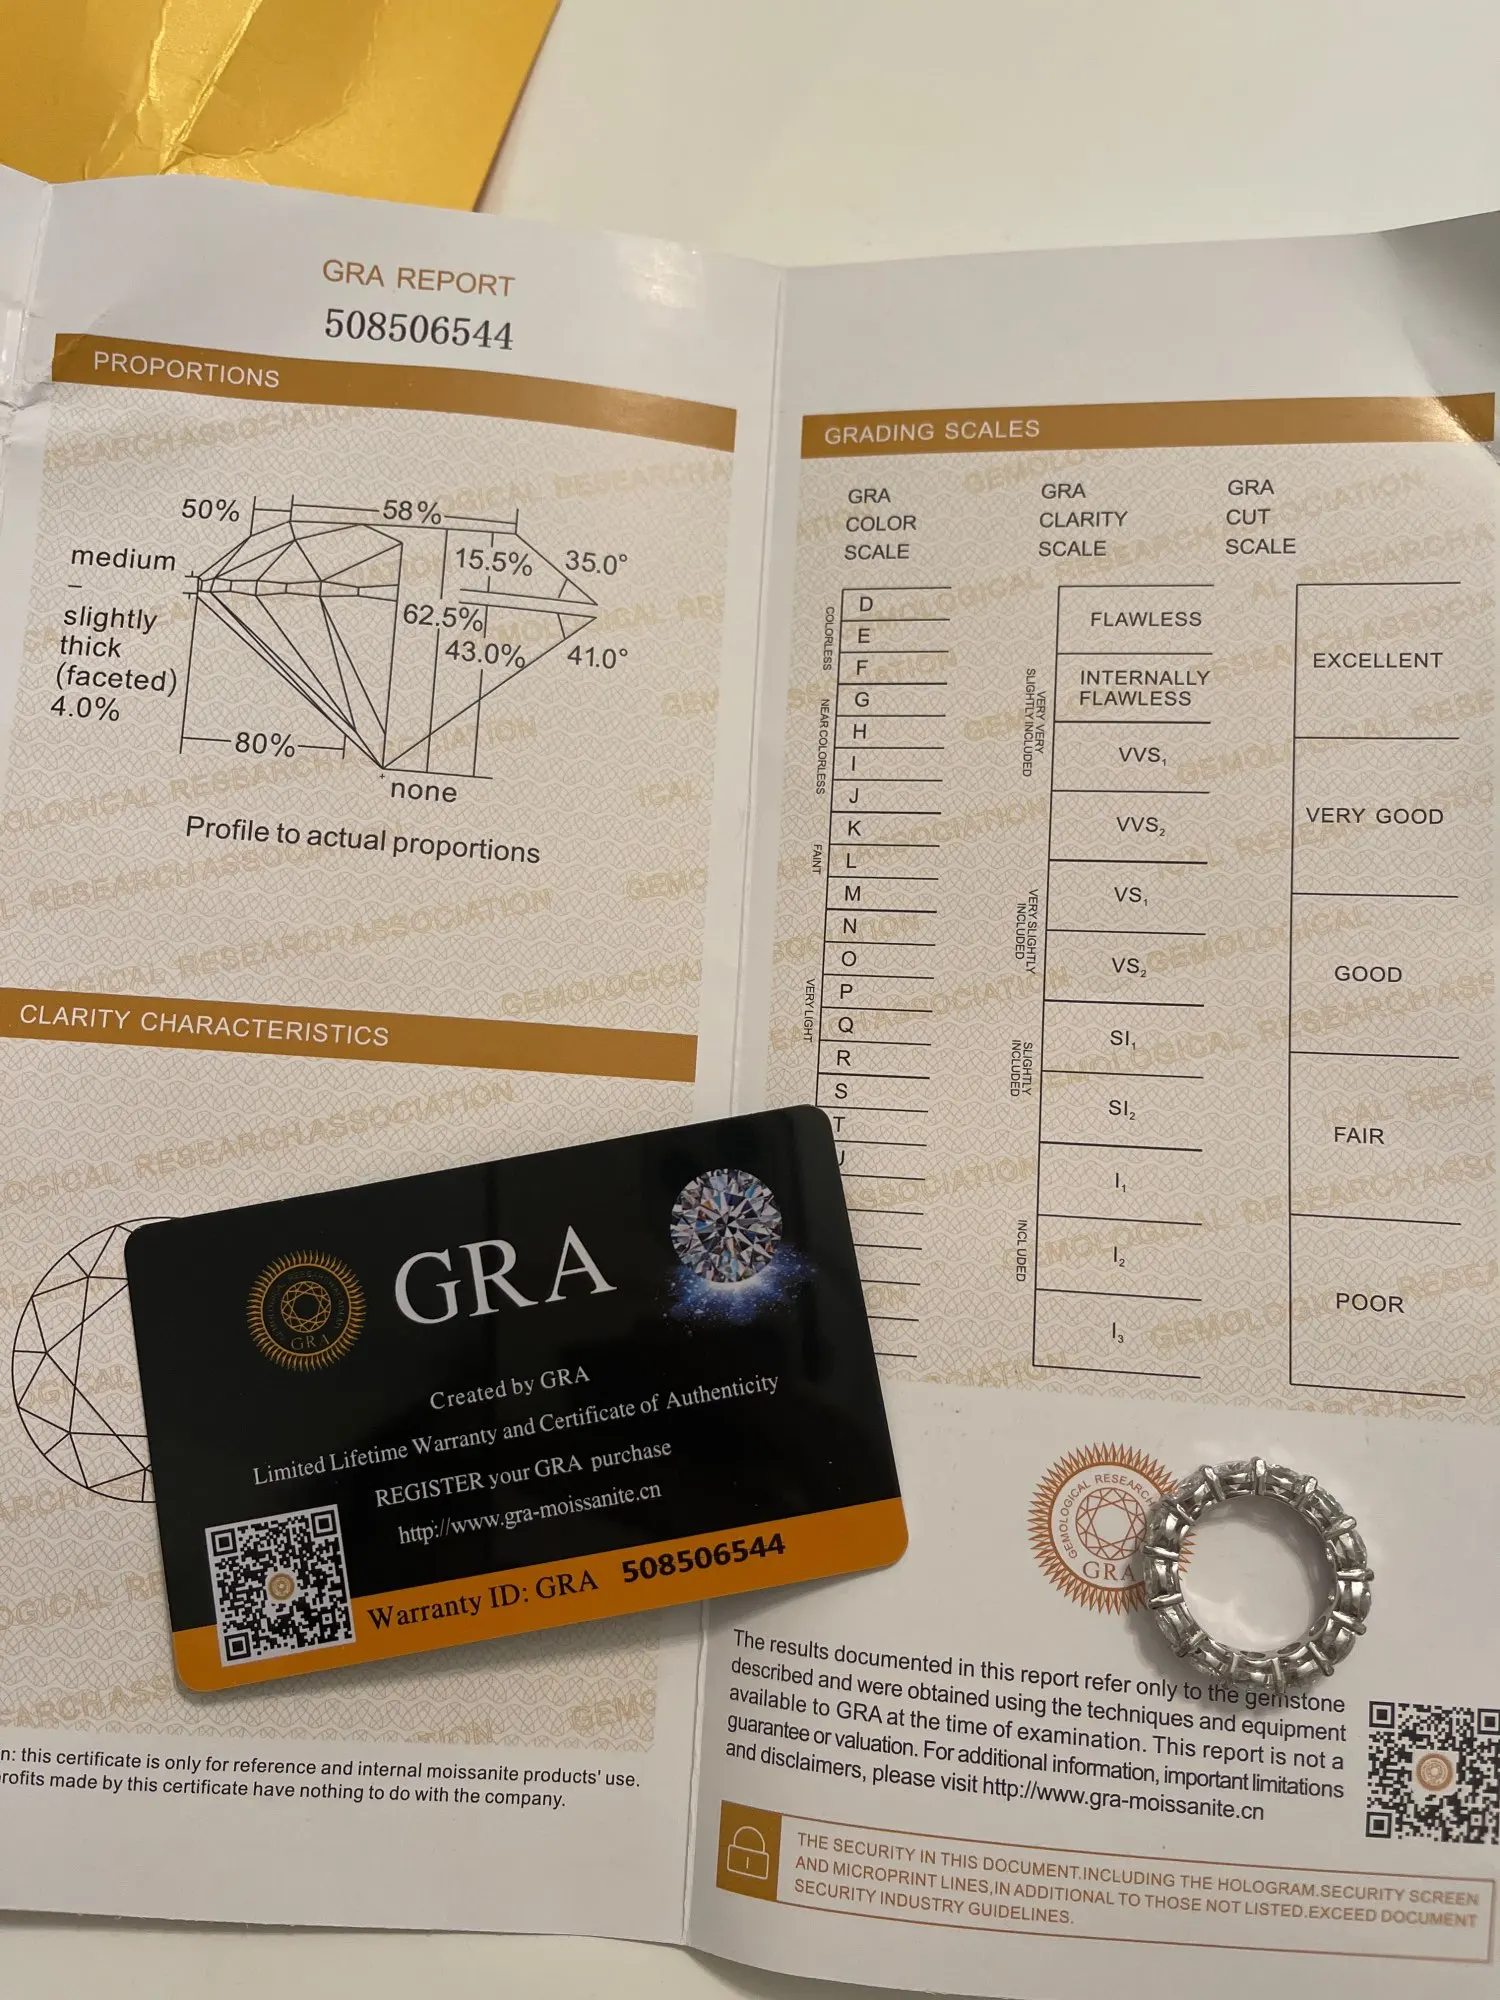 GRA REPORT
508506544
PROPORTIONS
50%
58%
medium
–
slightly
thick
(faceted)
4.0%
15.5%
35.0°
62.5%
43.0%
41.0°
80%
none
Profile to actual proportions
CLARITY CHARACTERISTICS
GRADING SCALES
GRA
COLOR
SCALE
GRA
CLARITY
SCALE
GRA
CUT
SCALE
COLORLESS
NEAR COLORLESS
FAINT
VERY LIGHT
D
E
F
G
H
I
J
K
L
M
N
O
P
Q
R
S
T
VERY VERY
SLIGHTLY INCLUDED
VERY SLIGHTLY
INCLUDED
SLIGHTLY
INCLUDED
INCLUDED
FLAWLESS
INTERNALLY
FLAWLESS
VVS₁
VVS₂
VS₁
VS₂
SI₁
SI₂
I₁
I₂
I₃
EXCELLENT
VERY GOOD
GOOD
FAIR
POOR
GRA
GRA
Created by GRA
Limited Lifetime Warranty and Certificate of Authenticity
REGISTER your GRA purchase
http://www.gra-moissanite.cn
Warranty ID: GRA 508506544
n: this certificate is only for reference and internal moissanite products' use.
rofits made by this certificate have nothing to do with the company.
GEMOLOGICAL RESEARCH
GRA
The results documented in this report refer only to the gemstone
described and were obtained using the techniques and equipment
available to GRA at the time of examination. This report is not a
guarantee or valuation. For additional information, important limitations
and disclaimers, please visit http://www.gra-moissanite.cn
THE SECURITY IN THIS DOCUMENT.INCLUDING THE HOLOGRAM.SECURITY SCREEN
AND MICROPRINT LINES,IN ADDITIONAL TO THOSE NOT LISTED.EXCEED DOCUMENT
SECURITY INDUSTRY GUIDELINES.